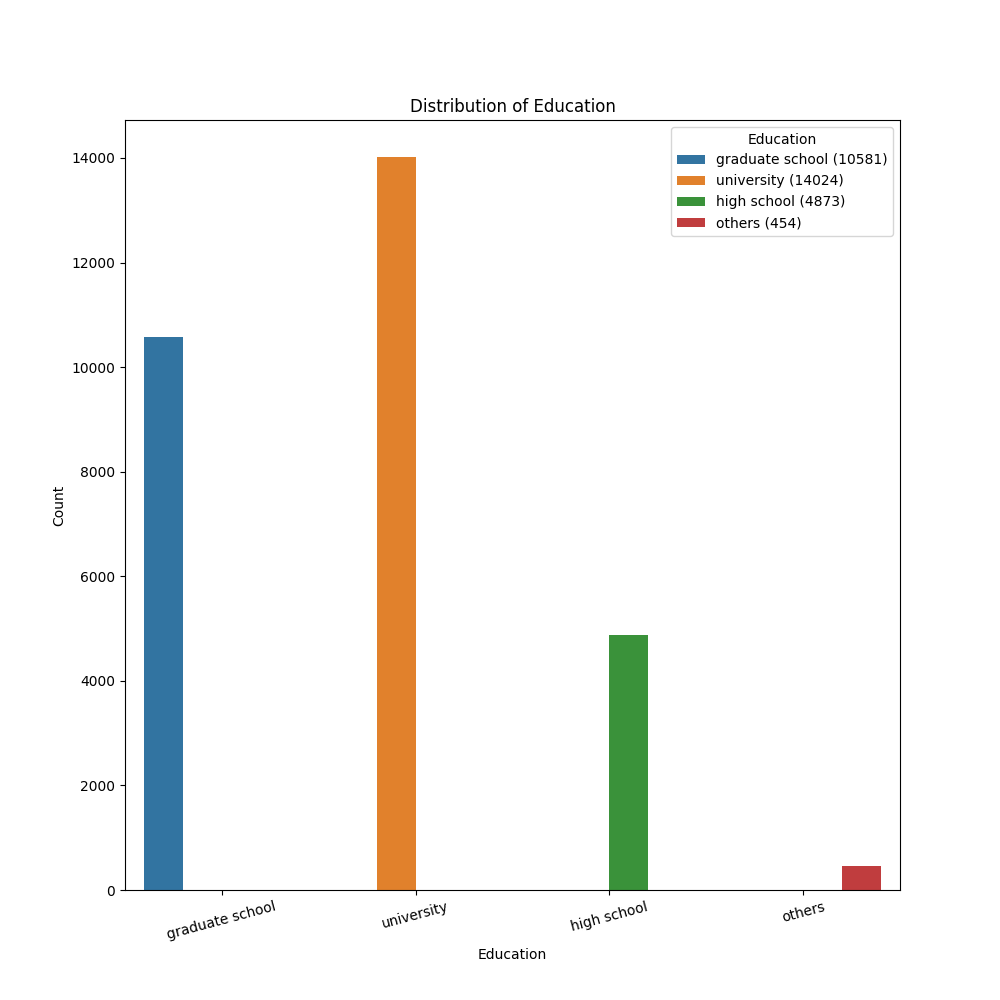 Distribution of Education
Education
graduate school (10581)
university (14024)
high school (4873)
others (454)
14000
12000
10000
8000
6000
4000
2000
0
Count
graduate school
university
high school
others
Education